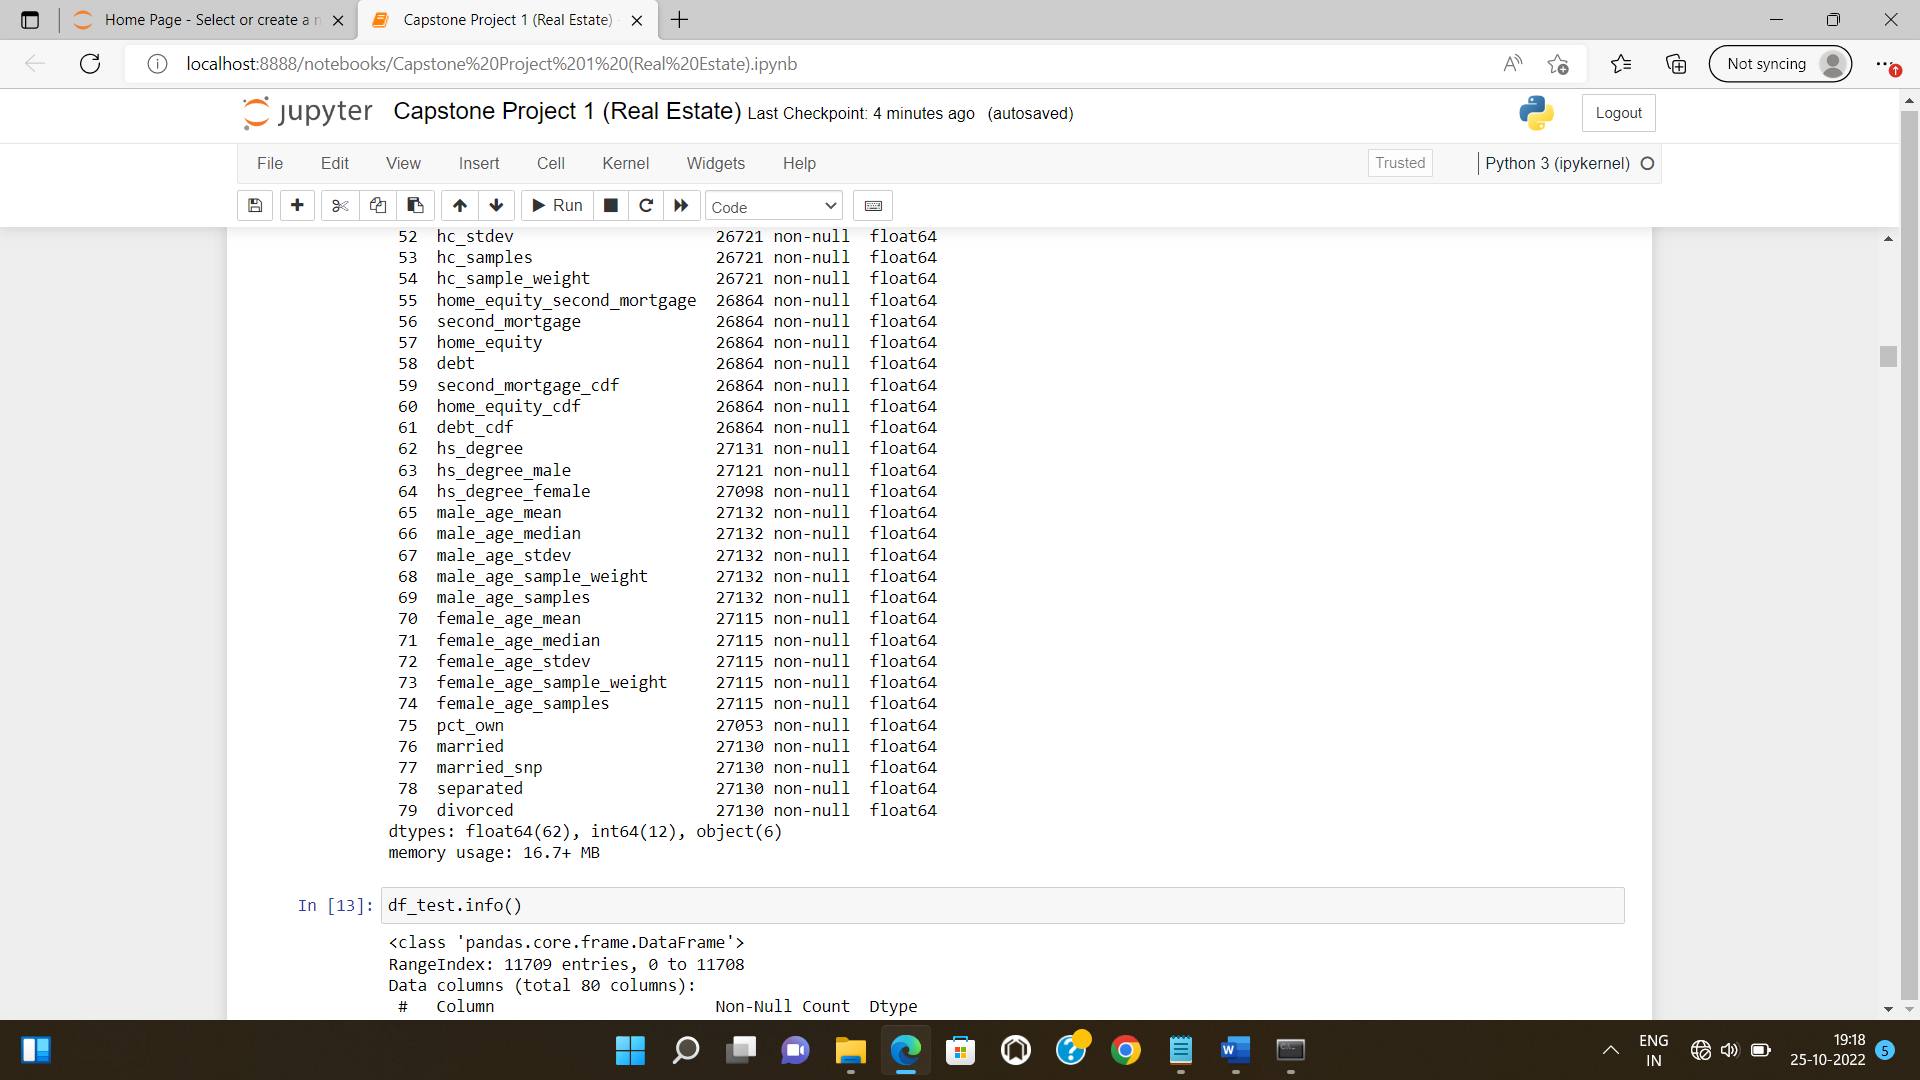 Home Page - Select or create a n
Capstone Project 1 (Real Estate)
localhost:8888/notebooks/Capstone%20Project%201%20(Real%20Estate).ipynb
Not syncing
jupyter Capstone Project 1 (Real Estate) Last Checkpoint: 4 minutes ago (autosaved)
Logout
File Edit View Insert Cell Kernel Widgets Help
Trusted
Python 3 (ipykernel)
Run
Code
52 hc_stdev 26721 non-null float64
53 hc_samples 26721 non-null float64
54 hc_sample_weight 26721 non-null float64
55 home_equity_second_mortgage 26864 non-null float64
56 second_mortgage 26864 non-null float64
57 home_equity 26864 non-null float64
58 debt 26864 non-null float64
59 second_mortgage_cdf 26864 non-null float64
60 home_equity_cdf 26864 non-null float64
61 debt_cdf 26864 non-null float64
62 hs_degree 27131 non-null float64
63 hs_degree_male 27121 non-null float64
64 hs_degree_female 27098 non-null float64
65 male_age_mean 27132 non-null float64
66 male_age_median 27132 non-null float64
67 male_age_stdev 27132 non-null float64
68 male_age_sample_weight 27132 non-null float64
69 male_age_samples 27132 non-null float64
70 female_age_mean 27115 non-null float64
71 female_age_median 27115 non-null float64
72 female_age_stdev 27115 non-null float64
73 female_age_sample_weight 27115 non-null float64
74 female_age_samples 27115 non-null float64
75 pct_own 27053 non-null float64
76 married 27130 non-null float64
77 married_snp 27130 non-null float64
78 separated 27130 non-null float64
79 divorced 27130 non-null float64
dtypes: float64(62), int64(12), object(6)
memory usage: 16.7+ MB
In [13]: df_test.info()
<class 'pandas.core.frame.DataFrame'>
RangeIndex: 11709 entries, 0 to 11708
Data columns (total 80 columns):
# Column Non-Null Count Dtype
ENG
IN
19:18
25-10-2022
5